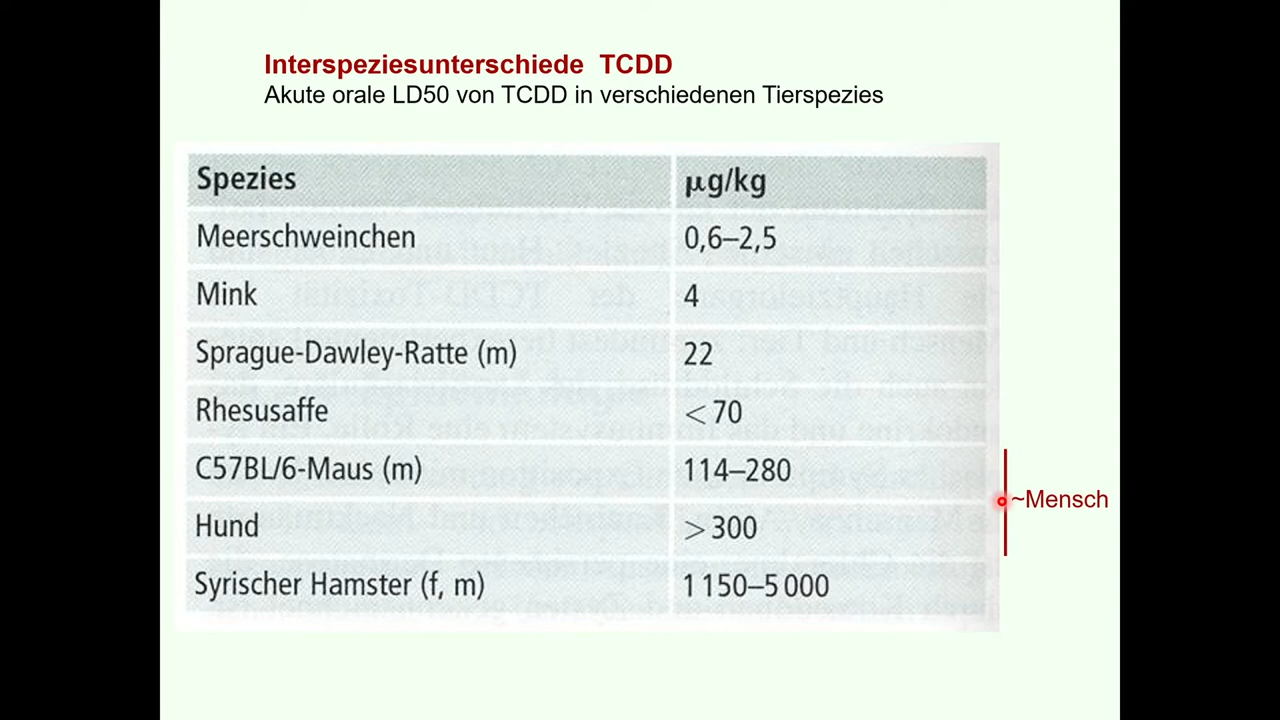 Interspeziesunterschiede TCDD
Akute orale LD50 von TCDD in verschiedenen Tierspezies
Spezies µg/kg
Meerschweinchen 0,6–2,5
Mink 4
Sprague-Dawley-Ratte (m) 22
Rhesusaffe < 70
C57BL/6-Maus (m) 114–280
~Mensch
Hund > 300
Syrischer Hamster (f, m) 1 150–5 000